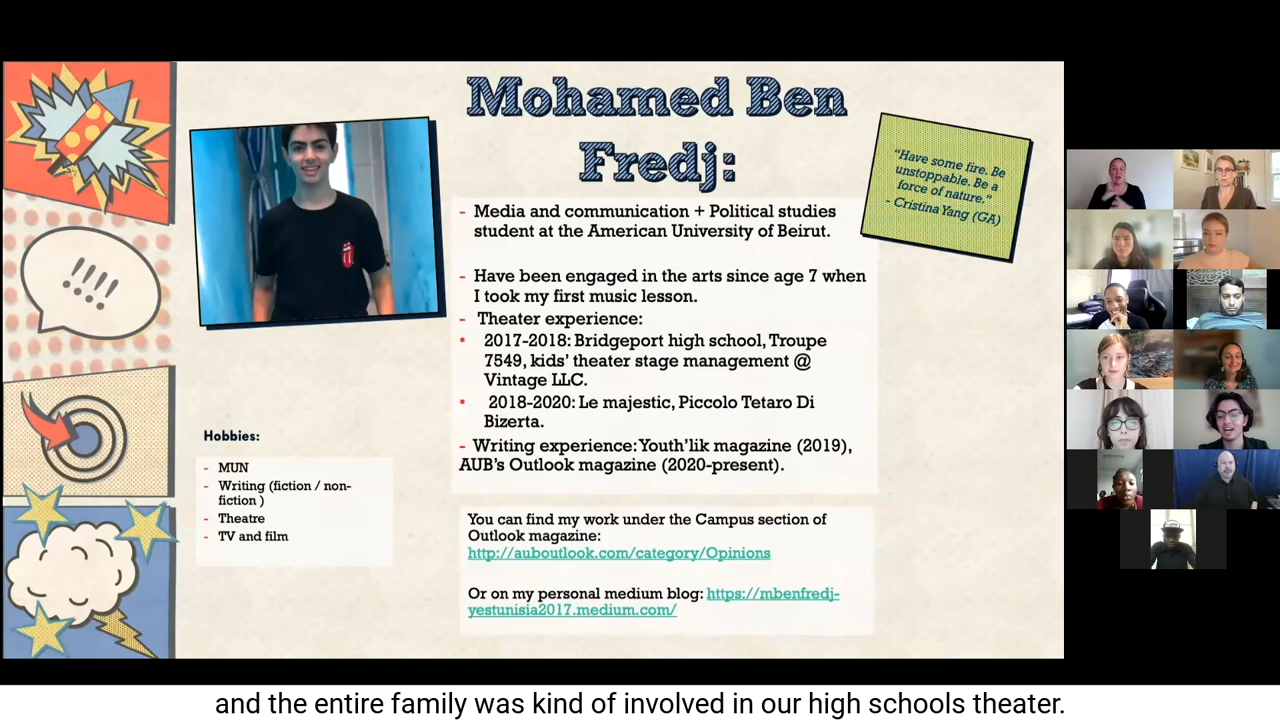 Mohamed Ben
Fredj:
"Have some fire. Be
unstoppable. Be a
force of nature."
- Cristina Yang (GA)
!!!!
- Media and communication + Political studies
student at the American University of Beirut.
- Have been engaged in the arts since age 7 when
I took my first music lesson.
- Theater experience:
• 2017-2018: Bridgeport high school, Troupe
7549, kids' theater stage management @
Vintage LLC.
• 2018-2020: Le majestic, Piccolo Tetaro Di
Bizerta.
- Writing experience: Youth'lik magazine (2019),
AUB's Outlook magazine (2020-present).
Hobbies:
- MUN
- Writing (fiction / non-
fiction )
- Theatre
- TV and film
You can find my work under the Campus section of
Outlook magazine:
http://auboutlook.com/category/Opinions
Or on my personal medium blog: https://mbenfredj-
yestunisia2017.medium.com/
and the entire family was kind of involved in our high schools theater.